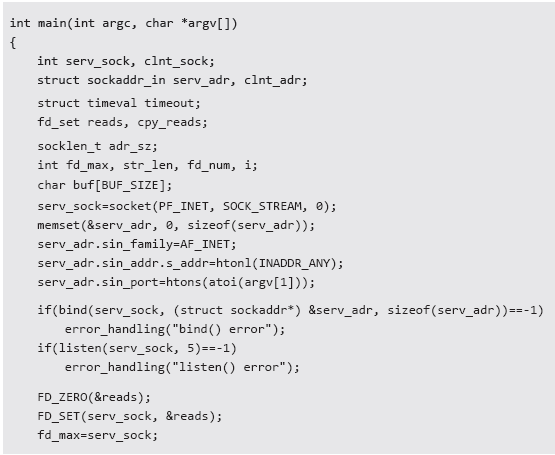 int main(int argc, char *argv[])
{
    int serv_sock, clnt_sock;
    struct sockaddr_in serv_adr, clnt_adr;
    struct timeval timeout;
    fd_set reads, cpy_reads;
    socklen_t adr_sz;
    int fd_max, str_len, fd_num, i;
    char buf[BUF_SIZE];
    serv_sock=socket(PF_INET, SOCK_STREAM, 0);
    memset(&serv_adr, 0, sizeof(serv_adr));
    serv_adr.sin_family=AF_INET;
    serv_adr.sin_addr.s_addr=htonl(INADDR_ANY);
    serv_adr.sin_port=htons(atoi(argv[1]));
    if(bind(serv_sock, (struct sockaddr*) &serv_adr, sizeof(serv_adr))==-1)
        error_handling("bind() error");
    if(listen(serv_sock, 5)==-1)
        error_handling("listen() error");
    FD_ZERO(&reads);
    FD_SET(serv_sock, &reads);
    fd_max=serv_sock;